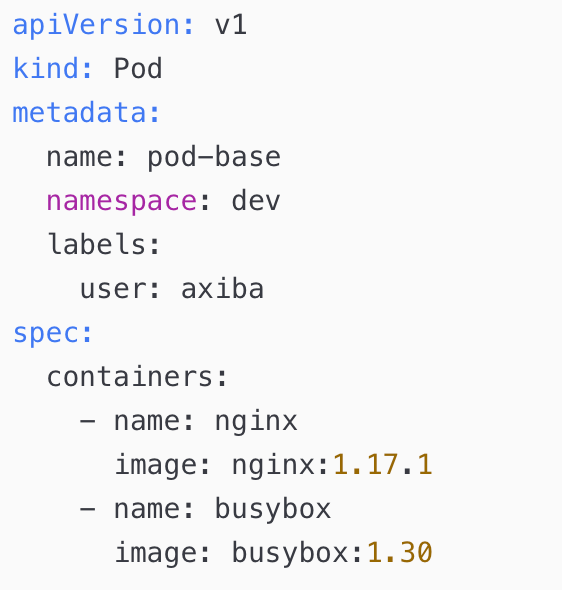 apiVersion: v1
kind: Pod
metadata:
  name: pod-base
  namespace: dev
  labels:
    user: axiba
spec:
  containers:
    - name: nginx
      image: nginx:1.17.1
    - name: busybox
      image: busybox:1.30